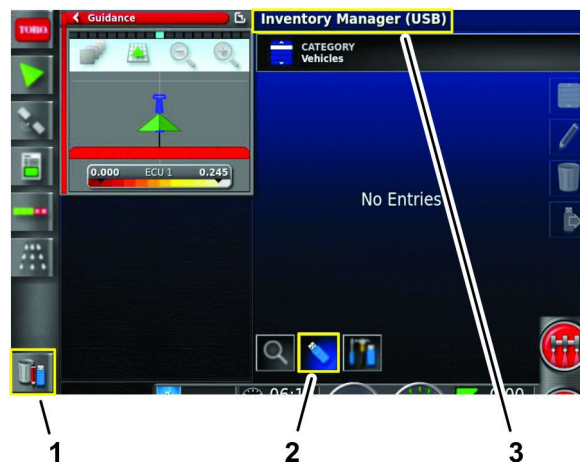 TORO
Guidance
Inventory Manager (USB)
CATEGORY
Vehicles
0.000 ECU 1 0.245
No Entries
1
2
3